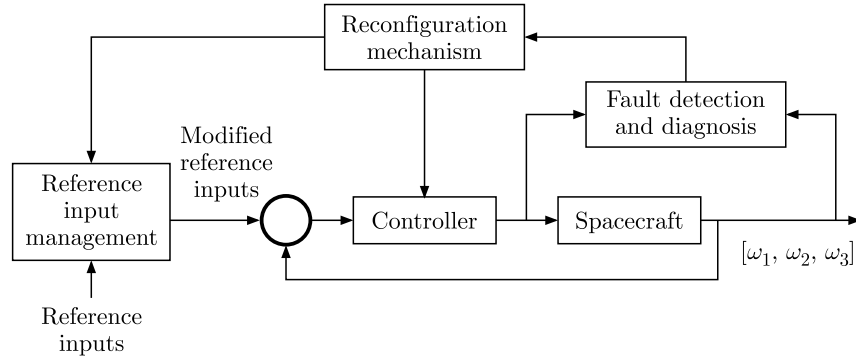 Reconfiguration
mechanism
Fault detection
and diagnosis
Modified
reference
inputs
Reference
input
management
Controller
Spacecraft
[ω1, ω2, ω3]
Reference
inputs